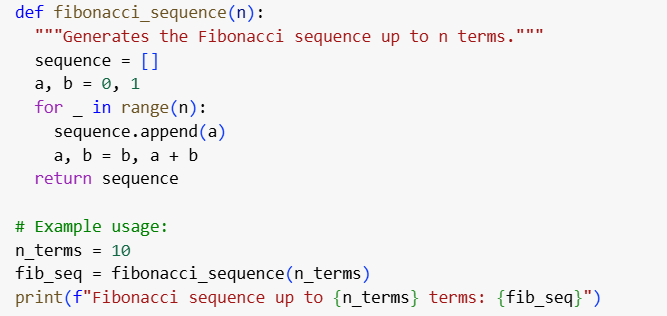 def fibonacci_sequence(n):
  """Generates the Fibonacci sequence up to n terms."""
  sequence = []
  a, b = 0, 1
  for _ in range(n):
    sequence.append(a)
    a, b = b, a + b
  return sequence

# Example usage:
n_terms = 10
fib_seq = fibonacci_sequence(n_terms)
print(f"Fibonacci sequence up to {n_terms} terms: {fib_seq}")